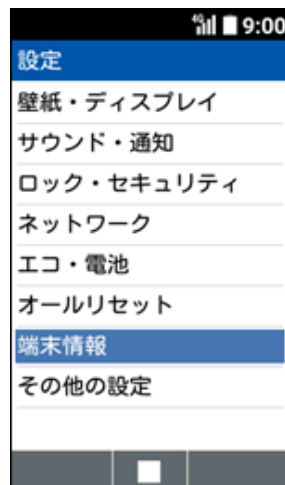 4G 9:00
設定
壁紙・ディスプレイ
サウンド・通知
ロック・セキュリティ
ネットワーク
エコ・電池
オールリセット
端末情報
その他の設定